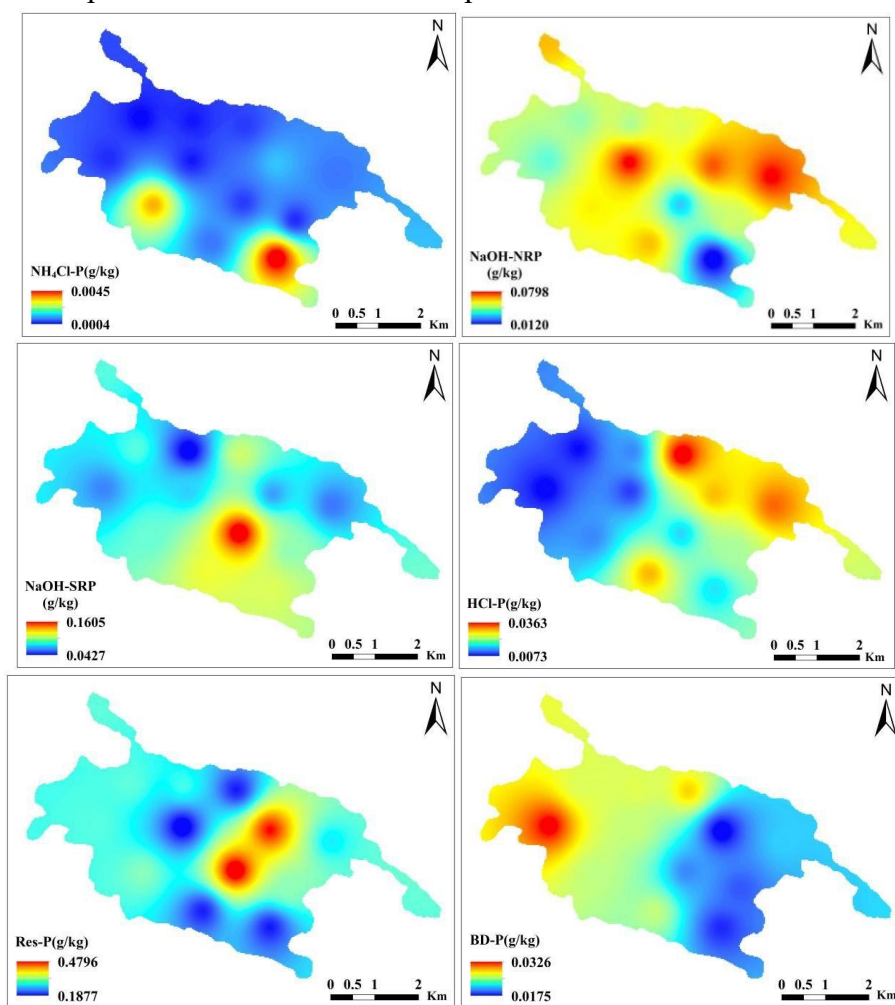 N
NH₄Cl-P(g/kg)
0.0045
0.0004
0 0.5 1 2
Km
N
NaOH-NRP
(g/kg)
0.0798
0.0120
0 0.5 1 2
Km
N
NaOH-SRP
(g/kg)
0.1605
0.0427
0 0.5 1 2
Km
N
HCl-P(g/kg)
0.0363
0.0073
0 0.5 1 2
Km
N
Res-P(g/kg)
0.4796
0.1877
0 0.5 1 2
Km
N
BD-P(g/kg)
0.0326
0.0175
0 0.5 1 2
Km